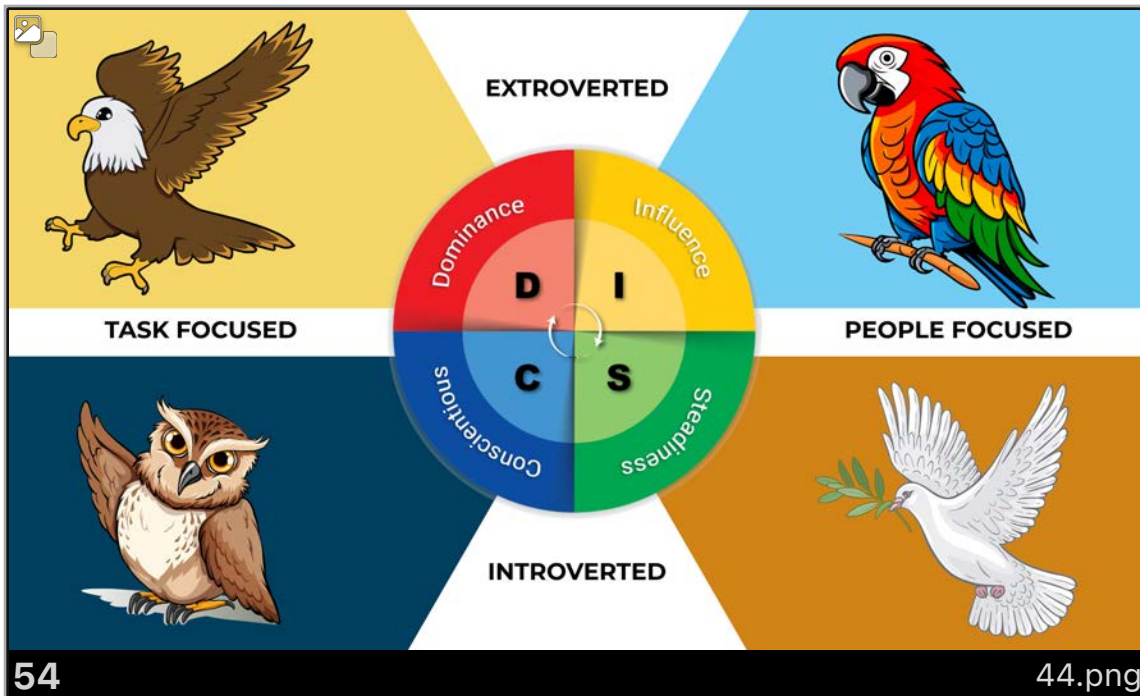 EXTROVERTED
Dominance
Influence
D
I
TASK FOCUSED
PEOPLE FOCUSED
C
S
Conscientious
Steadiness
INTROVERTED
54
44.png